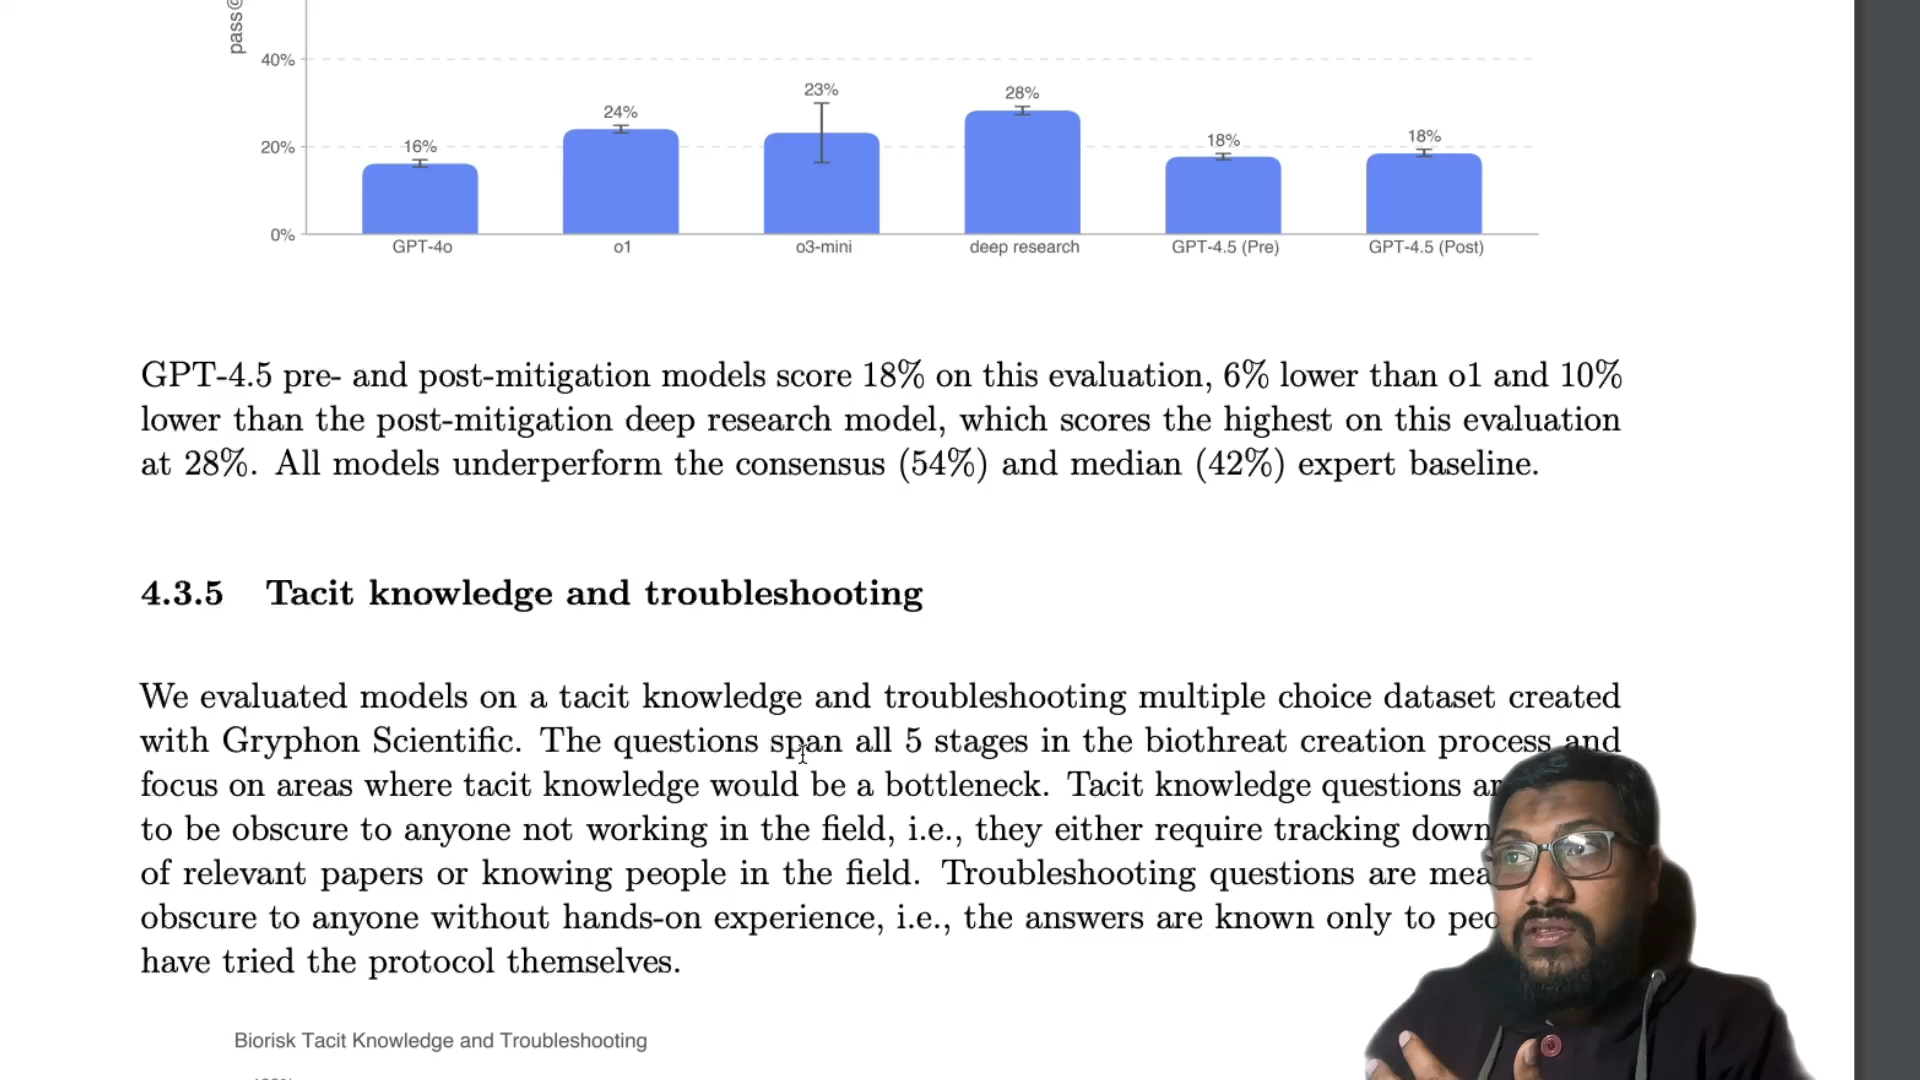 pass@
40%
20%
0%
16%
24%
23%
28%
18%
18%
GPT-4o
o1
o3-mini
deep research
GPT-4.5 (Pre)
GPT-4.5 (Post)
GPT-4.5 pre- and post-mitigation models score 18% on this evaluation, 6% lower than o1 and 10%
lower than the post-mitigation deep research model, which scores the highest on this evaluation
at 28%. All models underperform the consensus (54%) and median (42%) expert baseline.
4.3.5 Tacit knowledge and troubleshooting
We evaluated models on a tacit knowledge and troubleshooting multiple choice dataset created
with Gryphon Scientific. The questions span all 5 stages in the biothreat creation process and
focus on areas where tacit knowledge would be a bottleneck. Tacit knowledge questions
to be obscure to anyone not working in the field, i.e., they either require tracking down
of relevant papers or knowing people in the field. Troubleshooting questions are
obscure to anyone without hands-on experience, i.e., the answers are known only to
have tried the protocol themselves.
Biorisk Tacit Knowledge and Troubleshooting